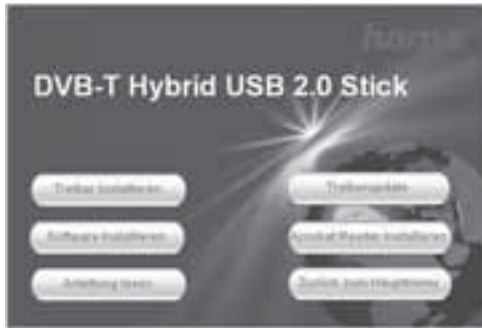 hama
DVB-T Hybrid USB 2.0 Stick
Treiber installieren
Treiberupdate
Software installieren
Acrobat Reader installieren
Anleitung lesen
Zurück zum Hauptmenü